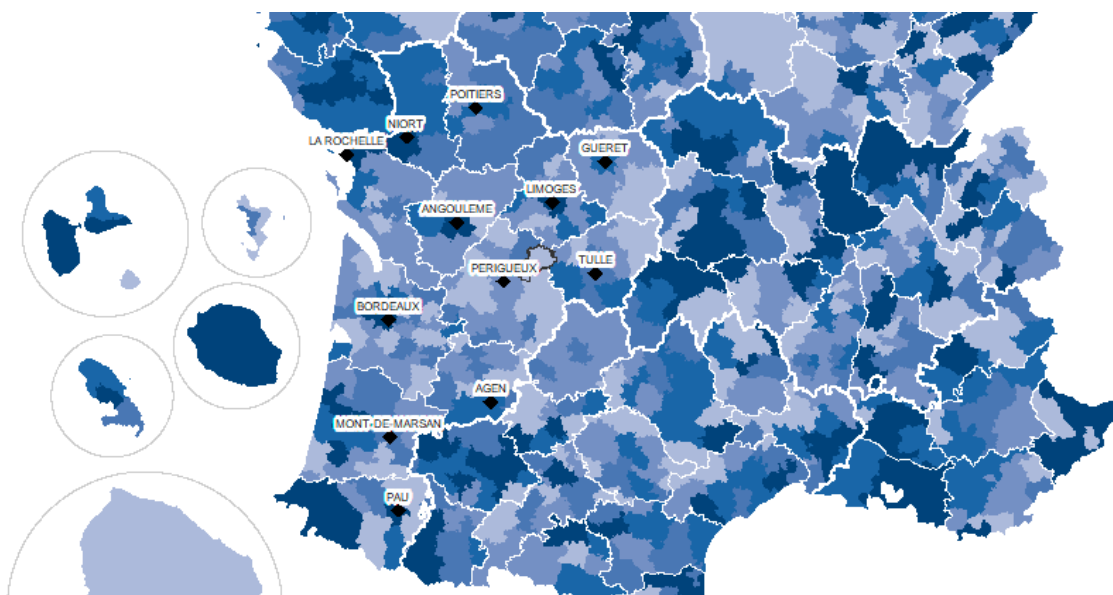 POITIERS
NIORT
LA ROCHELLE
GUERET
LIMOGES
ANGOULEME
TULLE
PERIGUEUX
BORDEAUX
AGEN
MONT-DE-MARSAN
PAU